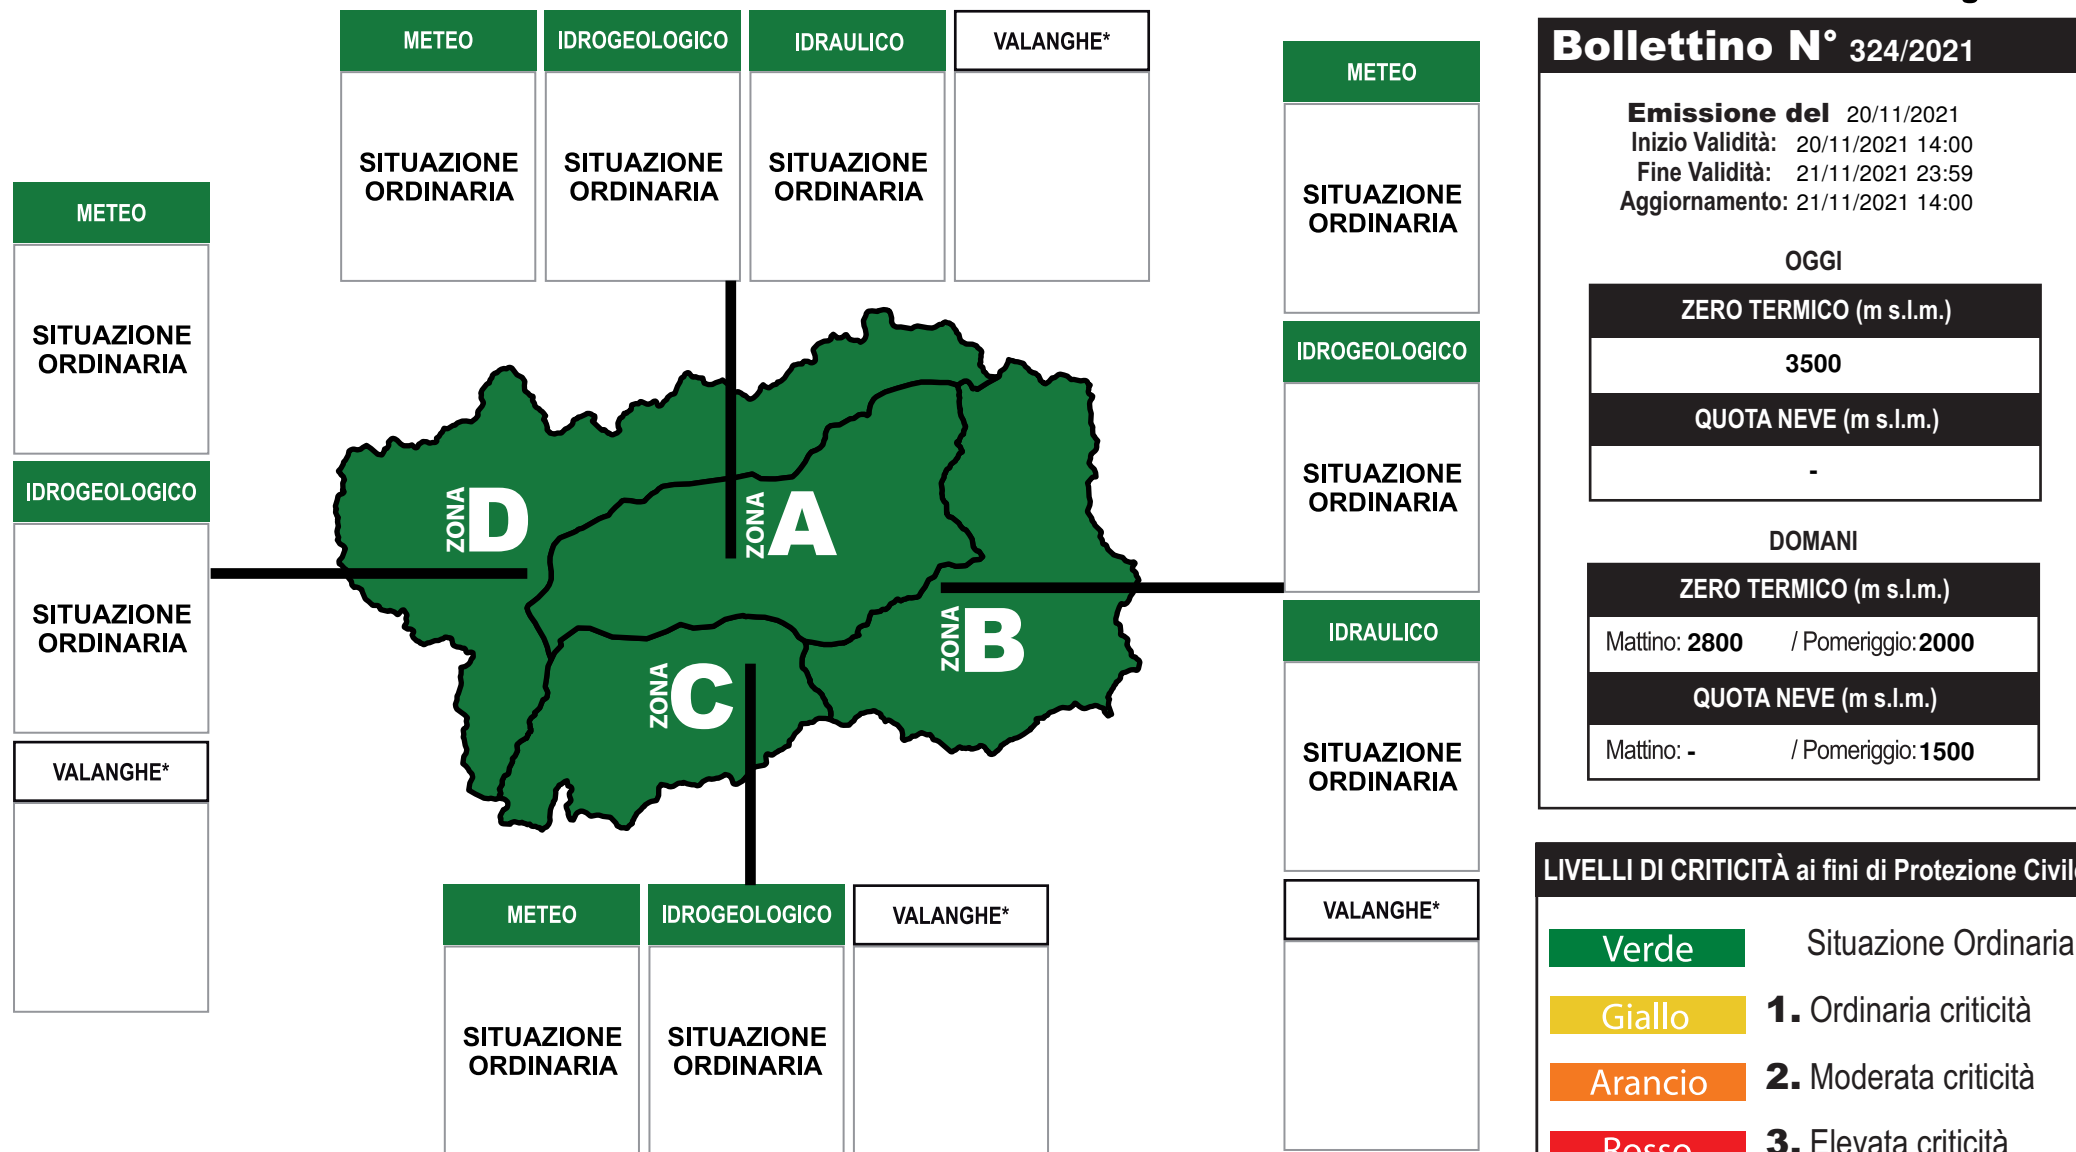 METEO
IDROGEOLOGICO
IDRAULICO
VALANGHE*
SITUAZIONE
ORDINARIA
SITUAZIONE
ORDINARIA
SITUAZIONE
ORDINARIA
METEO
SITUAZIONE
ORDINARIA
IDROGEOLOGICO
SITUAZIONE
ORDINARIA
VALANGHE*
ZONA D
ZONA A
ZONA B
ZONA C
METEO
SITUAZIONE
ORDINARIA
IDROGEOLOGICO
SITUAZIONE
ORDINARIA
IDRAULICO
SITUAZIONE
ORDINARIA
VALANGHE*
METEO
IDROGEOLOGICO
VALANGHE*
SITUAZIONE
ORDINARIA
SITUAZIONE
ORDINARIA
Bollettino N° 324/2021
Emissione del 20/11/2021
Inizio Validità: 20/11/2021 14:00
Fine Validità: 21/11/2021 23:59
Aggiornamento: 21/11/2021 14:00
OGGI
ZERO TERMICO (m s.l.m.)
3500
QUOTA NEVE (m s.l.m.)
-
DOMANI
ZERO TERMICO (m s.l.m.)
Mattino: 2800 / Pomeriggio: 2000
QUOTA NEVE (m s.l.m.)
Mattino: - / Pomeriggio: 1500
LIVELLI DI CRITICITÀ ai fini di Protezione Civile
Verde Situazione Ordinaria
Giallo 1. Ordinaria criticità
Arancio 2. Moderata criticità
Rosso 3. Elevata criticità